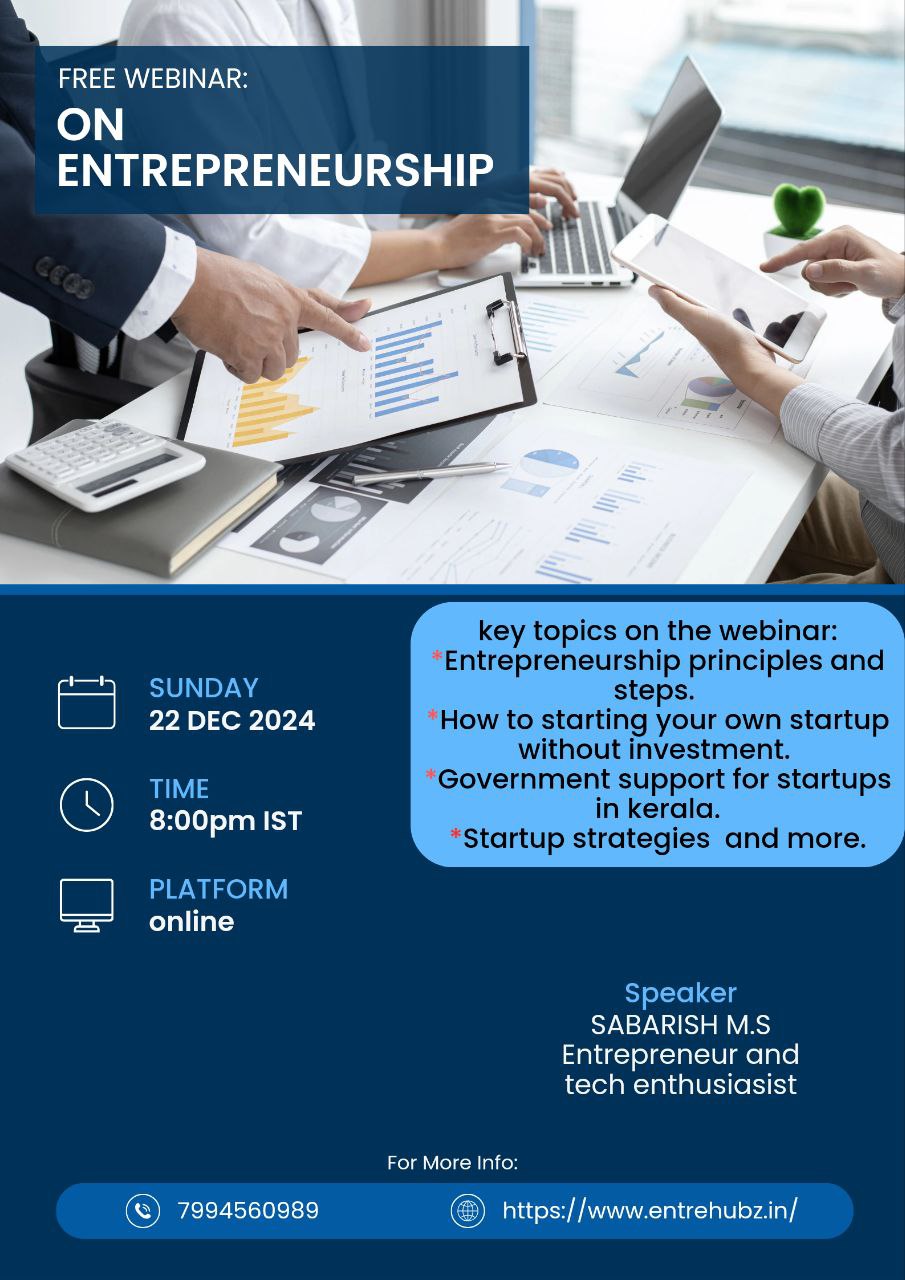 FREE WEBINAR:
ON
ENTREPRENEURSHIP
key topics on the webinar:
*Entrepreneurship principles and
steps.
*How to starting your own startup
without investment.
*Government support for startups
in kerala.
*Startup strategies  and more.
SUNDAY
22 DEC 2024
TIME
8:00pm IST
PLATFORM
online
Speaker
SABARISH M.S
Entrepreneur and
tech enthusiasist
For More Info:
7994560989
https://www.entrehubz.in/